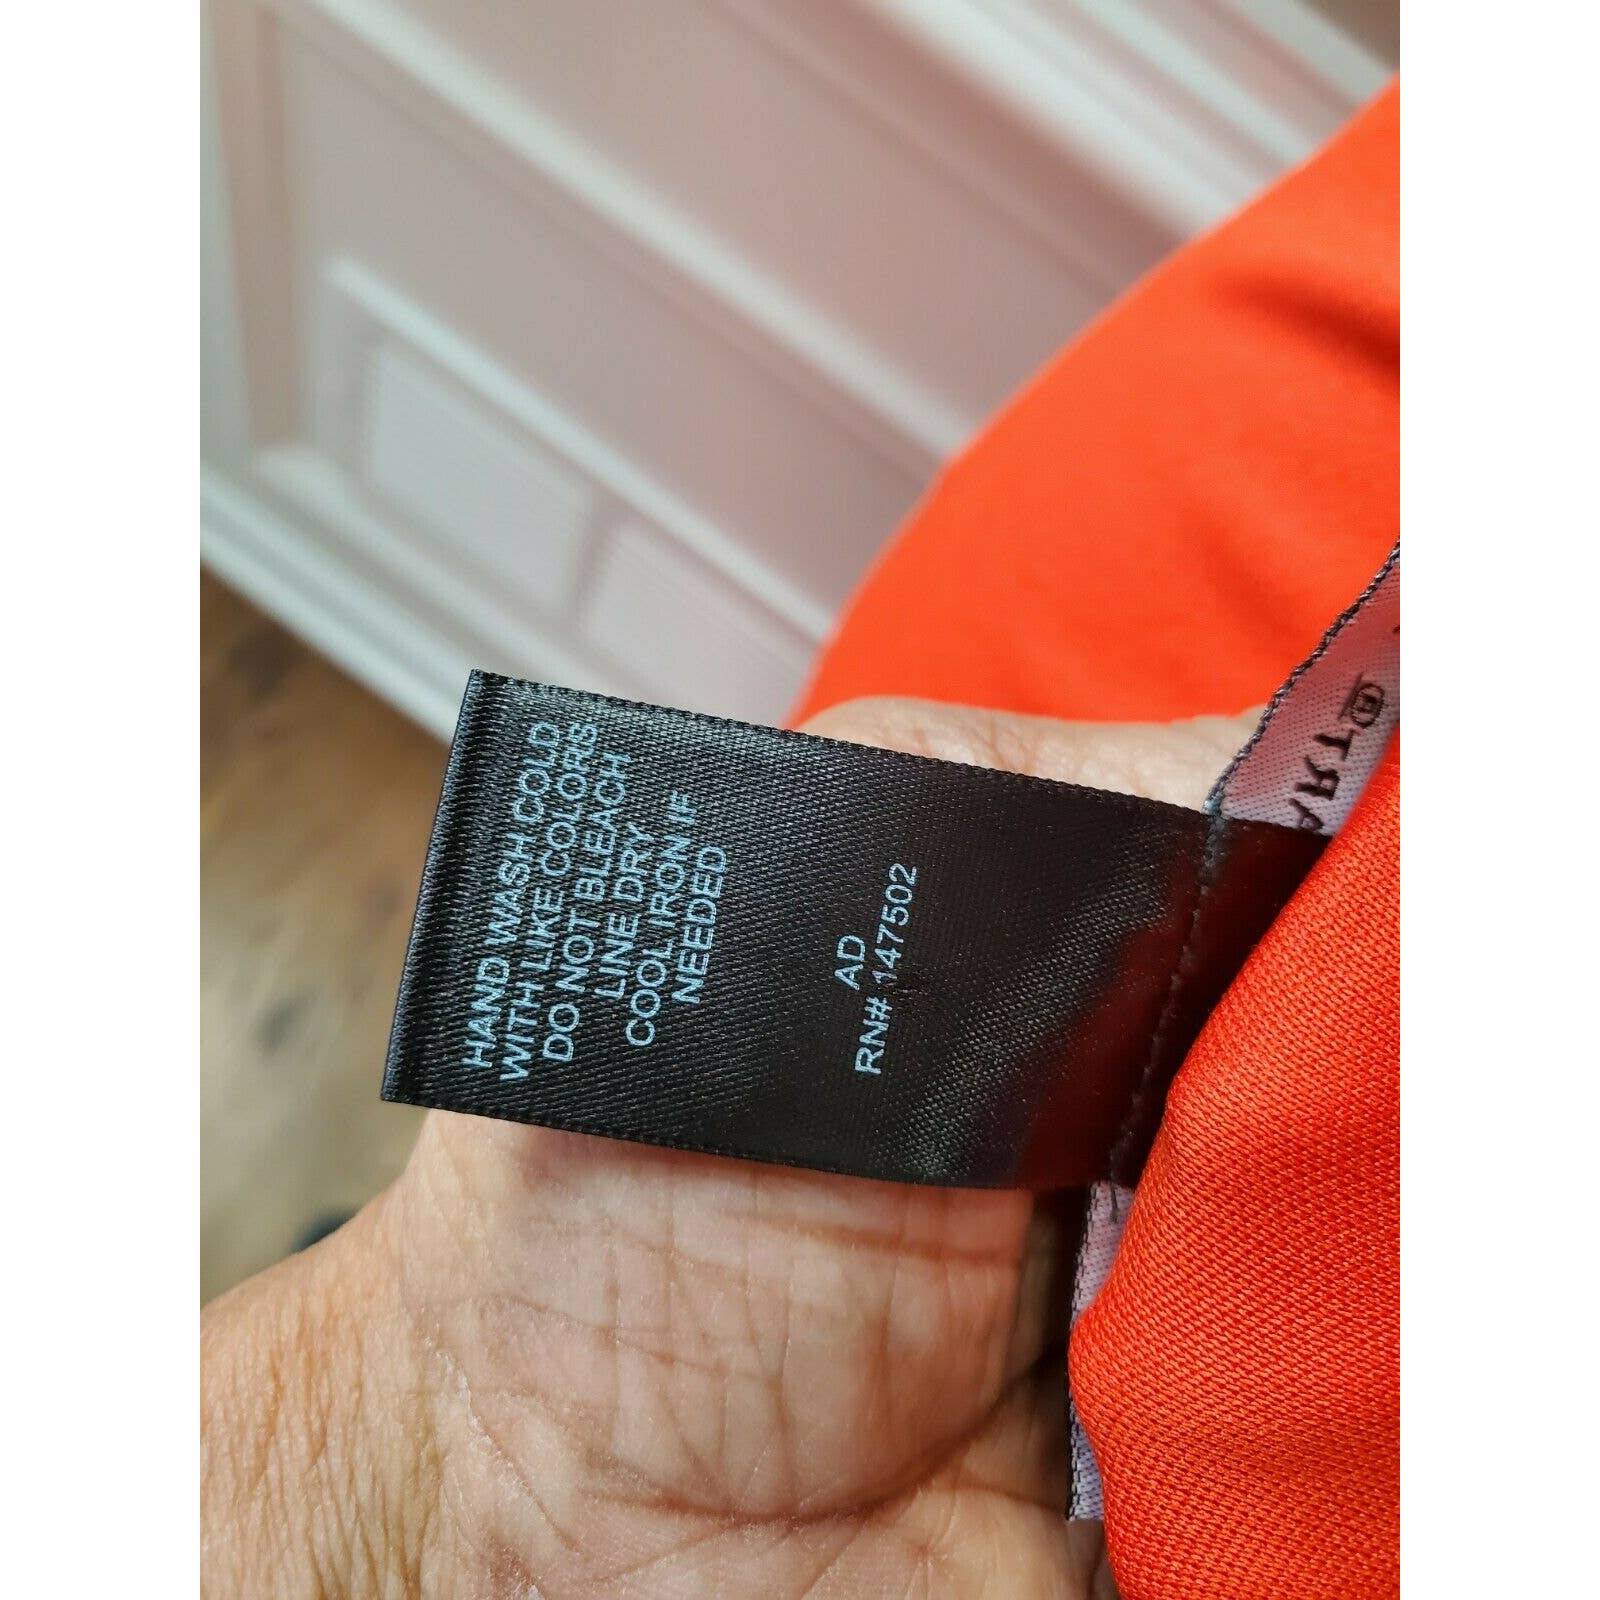 HAND WASH COLD
WITH LIKE COLORS
DO NOT BLEACH
LINE DRY
COOL IRON IF
NEEDED
AD
RN# 147502